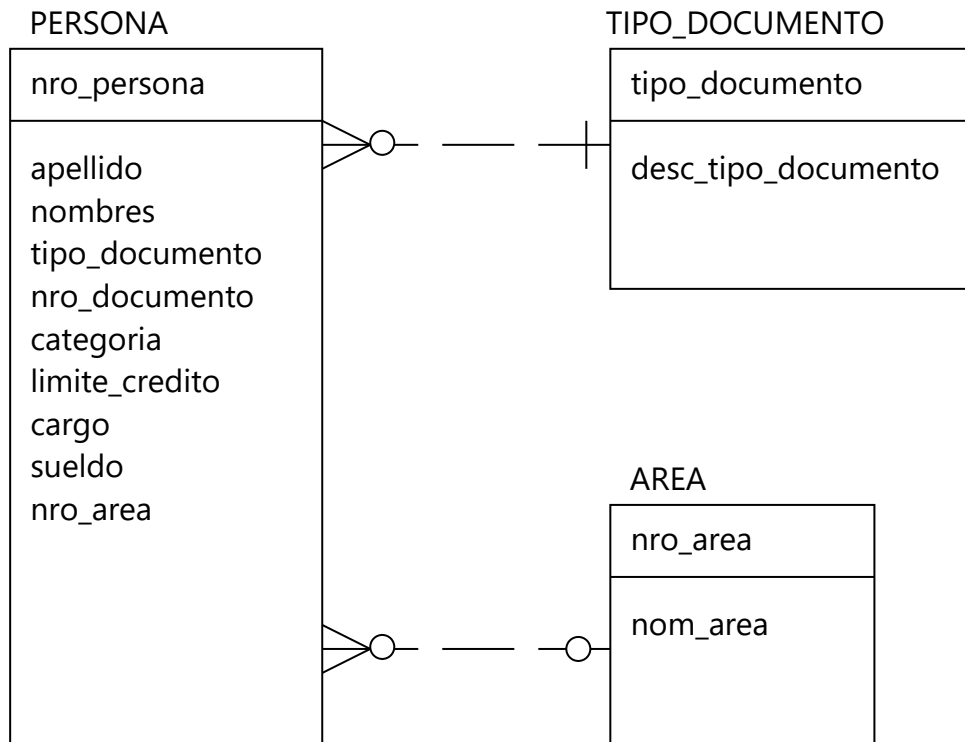 PERSONA
nro_persona
apellido
nombres
tipo_documento
nro_documento
categoria
limite_credito
cargo
sueldo
nro_area
TIPO_DOCUMENTO
tipo_documento
desc_tipo_documento
AREA
nro_area
nom_area